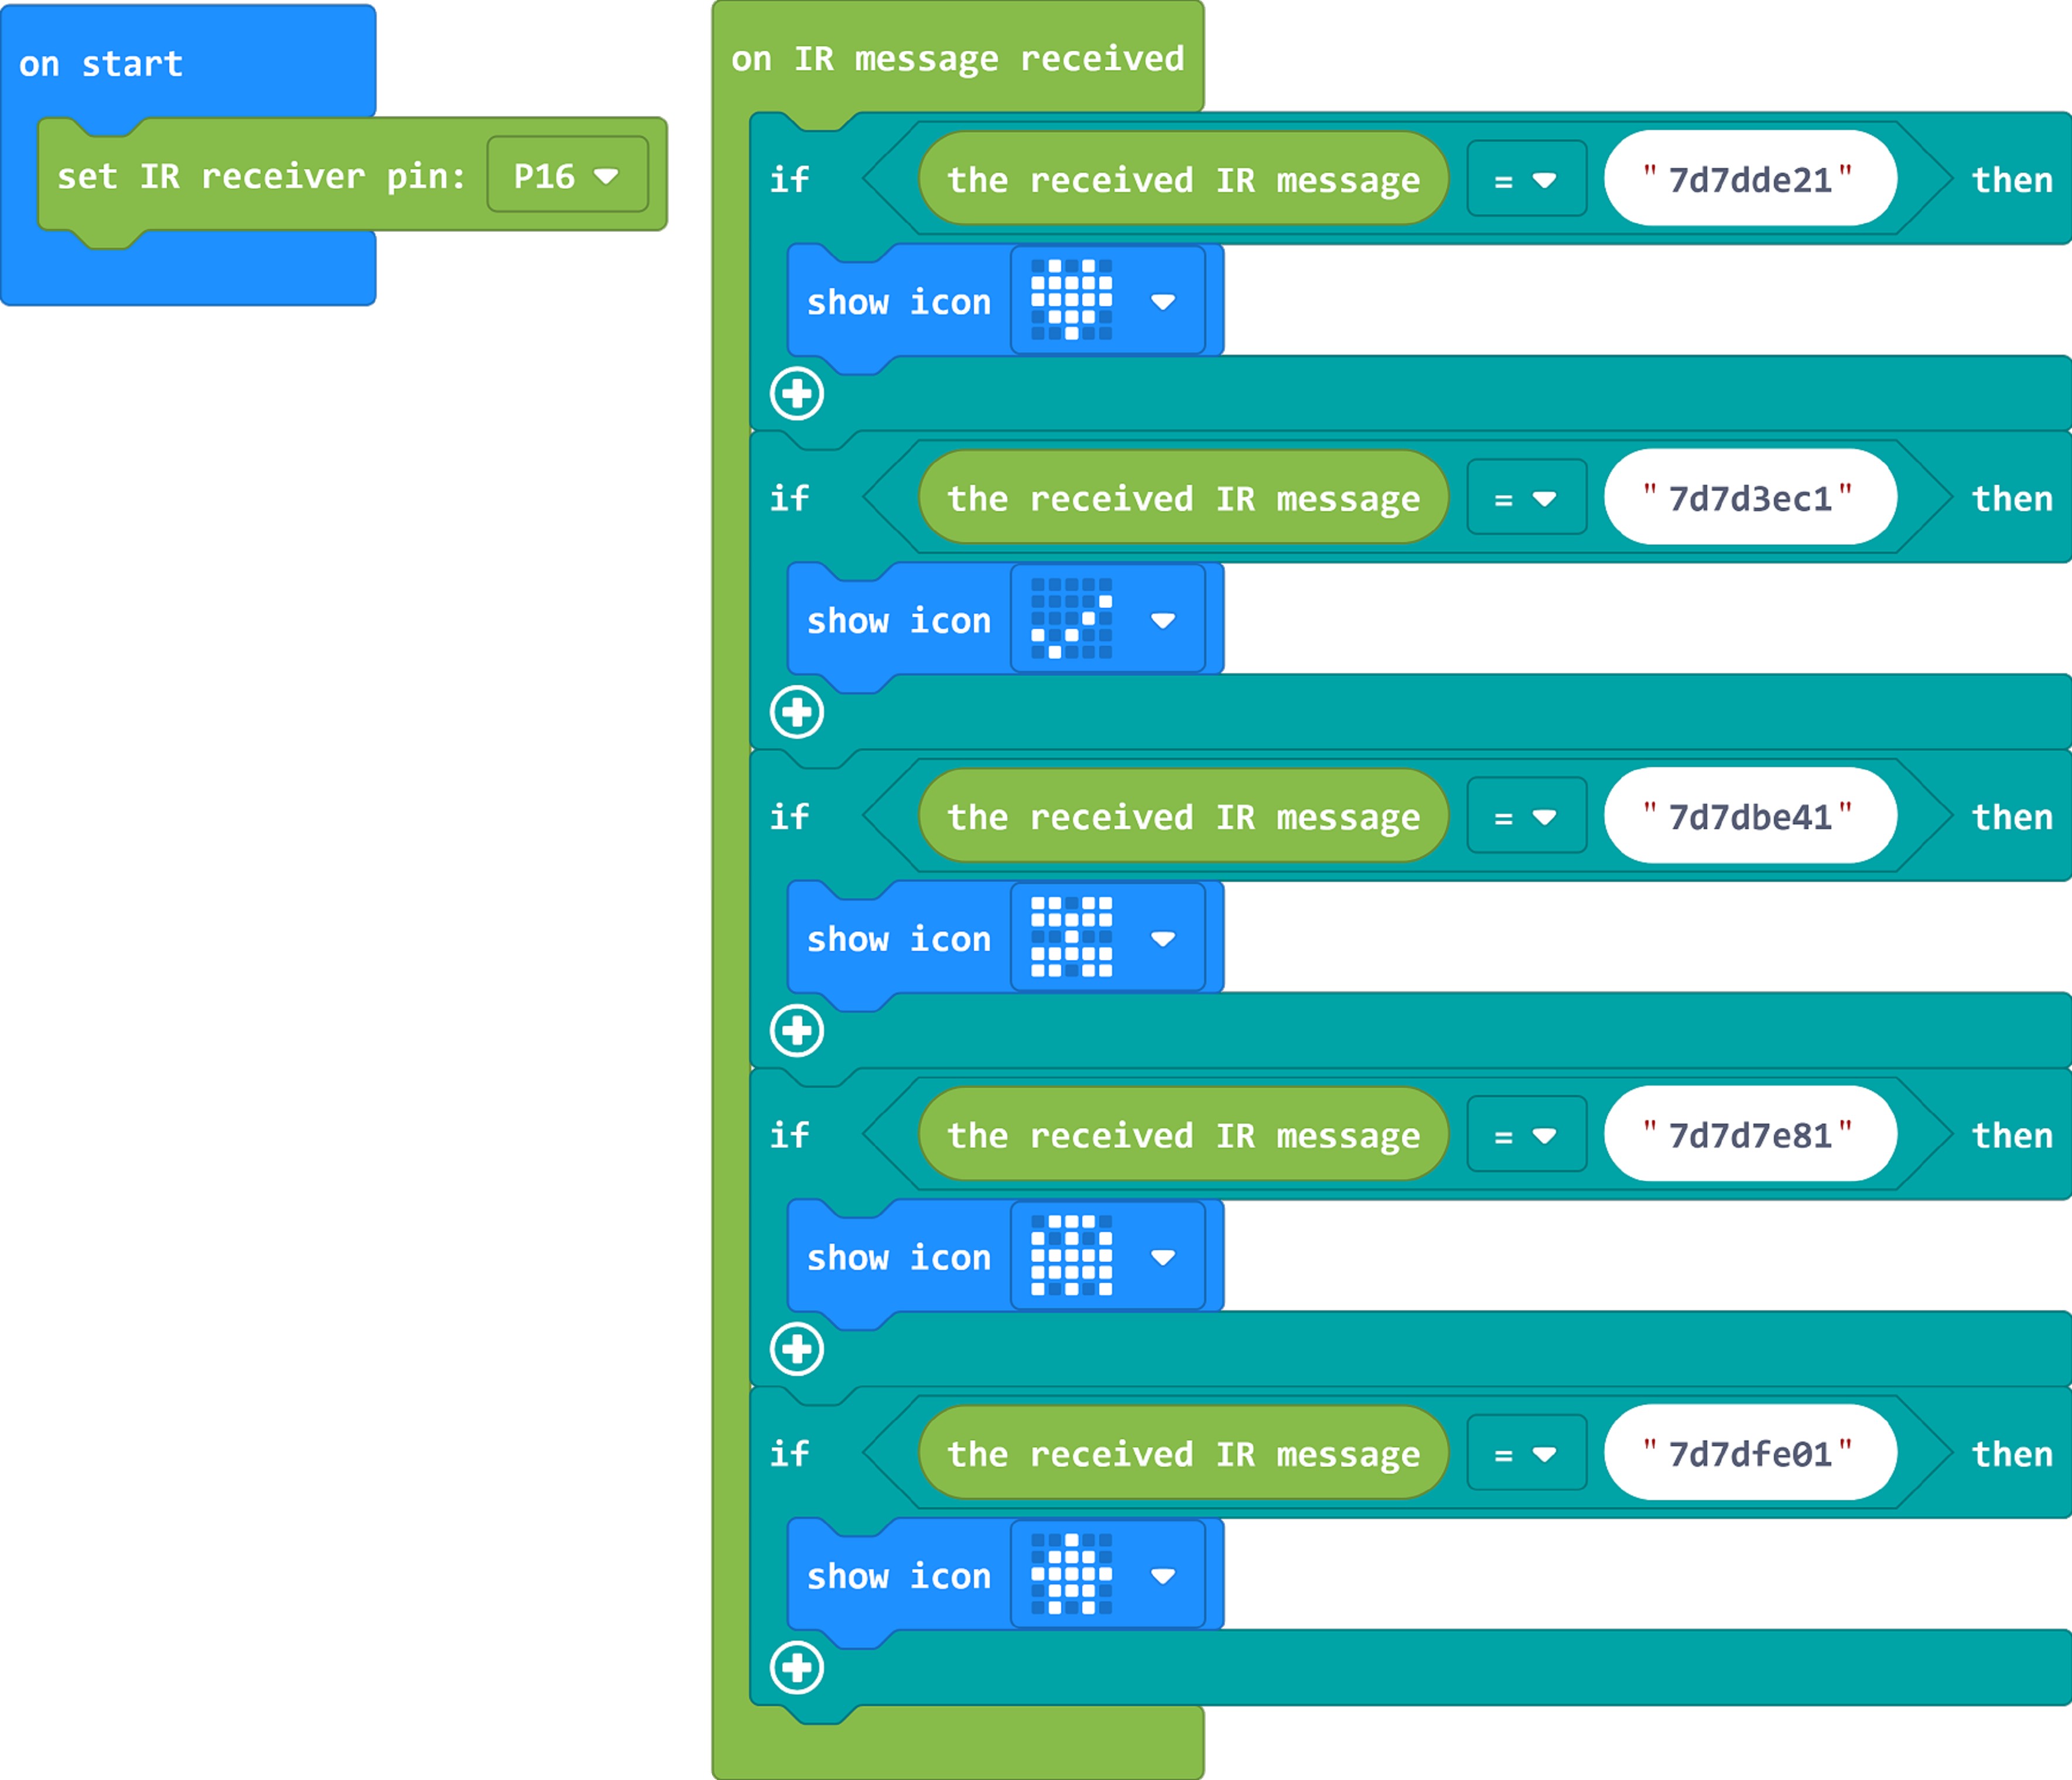 on start
set IR receiver pin: P16
on IR message received
if the received IR message = "7d7dde21" then
show icon
if the received IR message = "7d7d3ec1" then
show icon
if the received IR message = "7d7dbe41" then
show icon
if the received IR message = "7d7d7e81" then
show icon
if the received IR message = "7d7dfe01" then
show icon